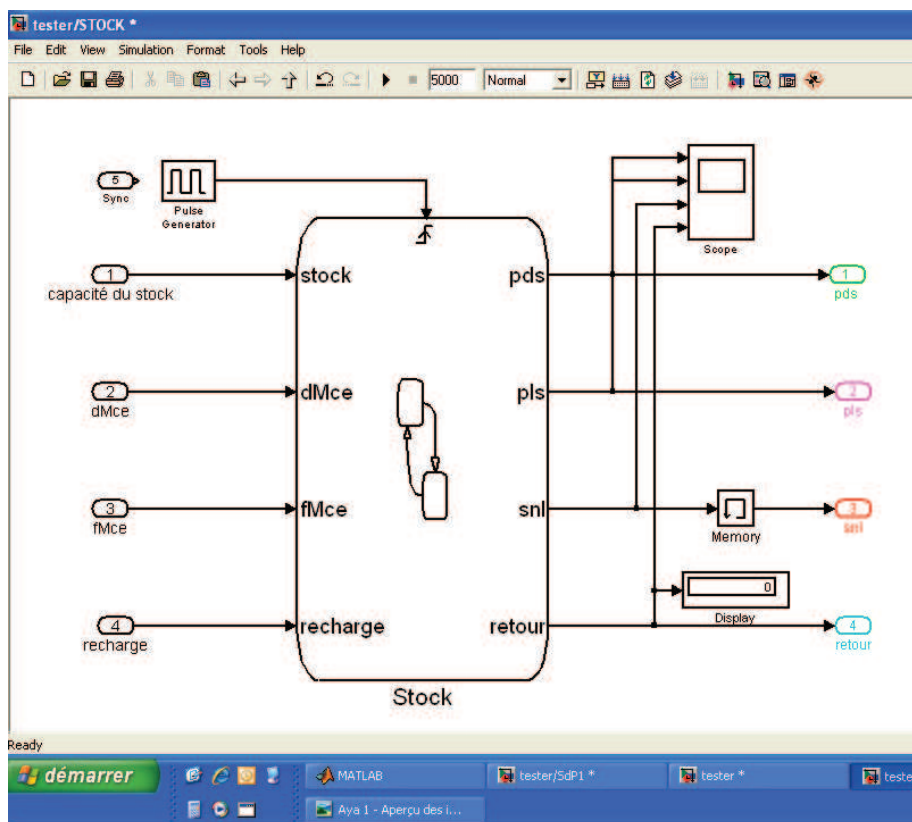 tester/STOCK *
File Edit View Simulation Format Tools Help
5000 Normal
5
Sync
Pulse
Generator
Scope
1
capacité du stock
stock
pds
1
pds
2
dMce
dMce
pls
2
pls
3
fMce
fMce
snl
Memory
3
snl
0
Display
4
recharge
recharge
retour
4
retour
Stock
Ready
démarrer
MATLAB
tester/SdP1 *
tester *
teste
Aya 1 - Aperçu des i...